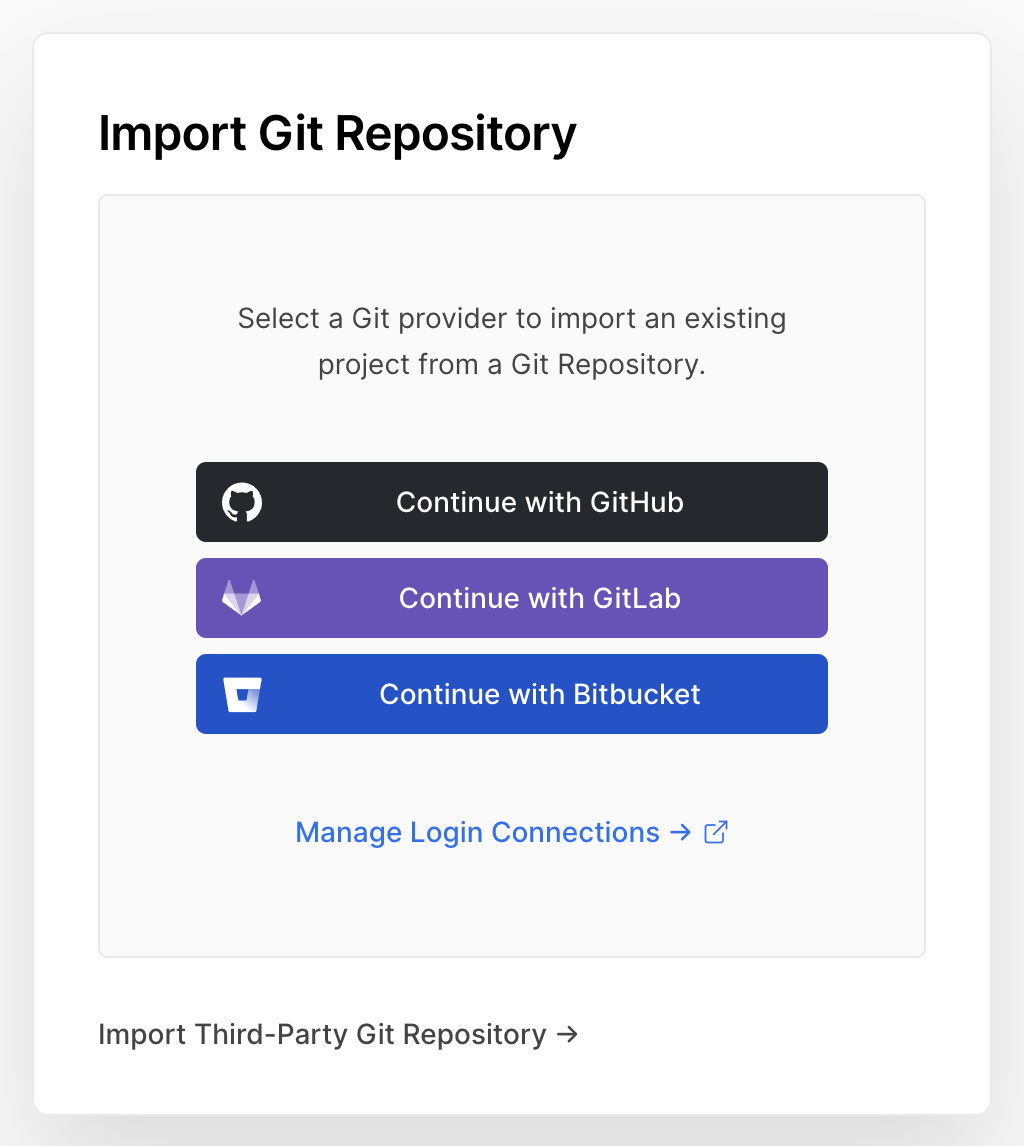 Import Git Repository
Select a Git provider to import an existing
project from a Git Repository.
Continue with GitHub
Continue with GitLab
Continue with Bitbucket
Manage Login Connections →
Import Third-Party Git Repository →